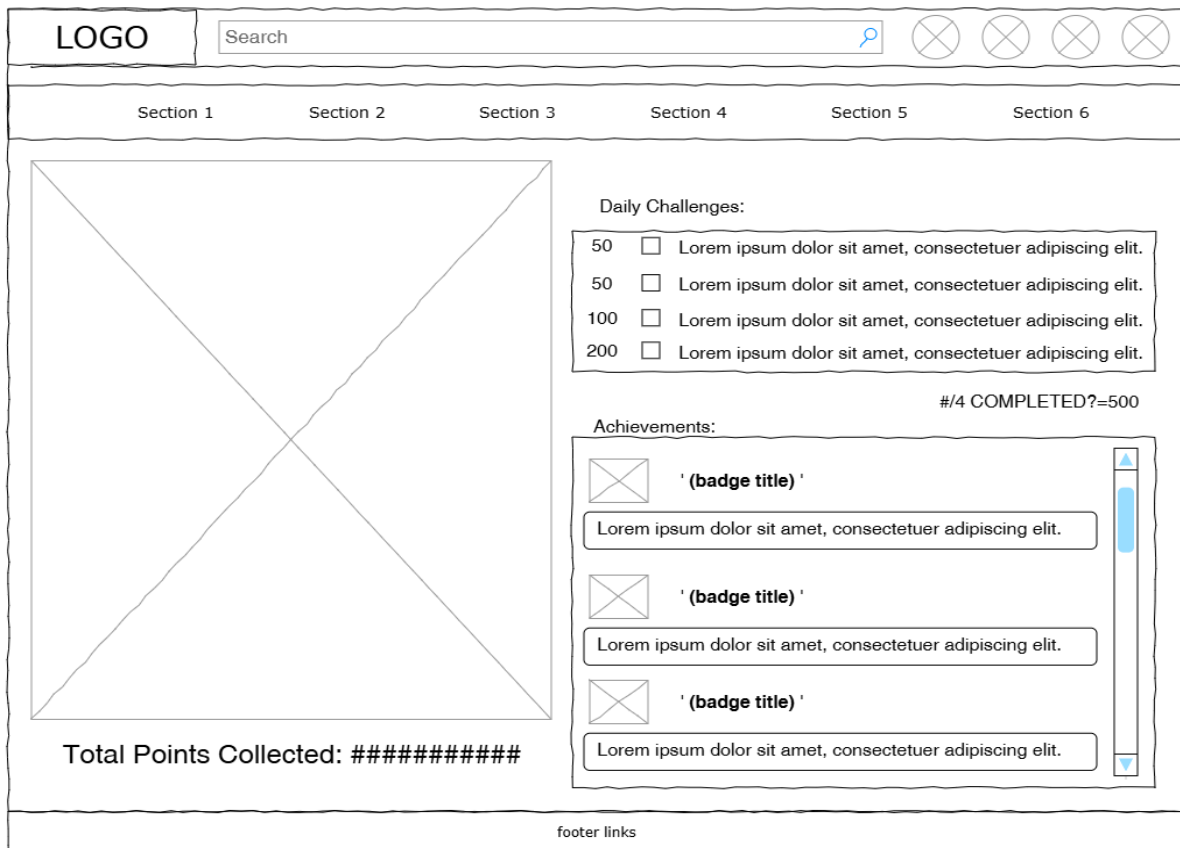 LOGO
Search
Section 1 Section 2 Section 3 Section 4 Section 5 Section 6
Daily Challenges:
50 Lorem ipsum dolor sit amet, consectetuer adipiscing elit.
50 Lorem ipsum dolor sit amet, consectetuer adipiscing elit.
100 Lorem ipsum dolor sit amet, consectetuer adipiscing elit.
200 Lorem ipsum dolor sit amet, consectetuer adipiscing elit.
#/4 COMPLETED?=500
Achievements:
' (badge title) '
Lorem ipsum dolor sit amet, consectetuer adipiscing elit.
' (badge title) '
Lorem ipsum dolor sit amet, consectetuer adipiscing elit.
' (badge title) '
Lorem ipsum dolor sit amet, consectetuer adipiscing elit.
Total Points Collected: ###########
footer links